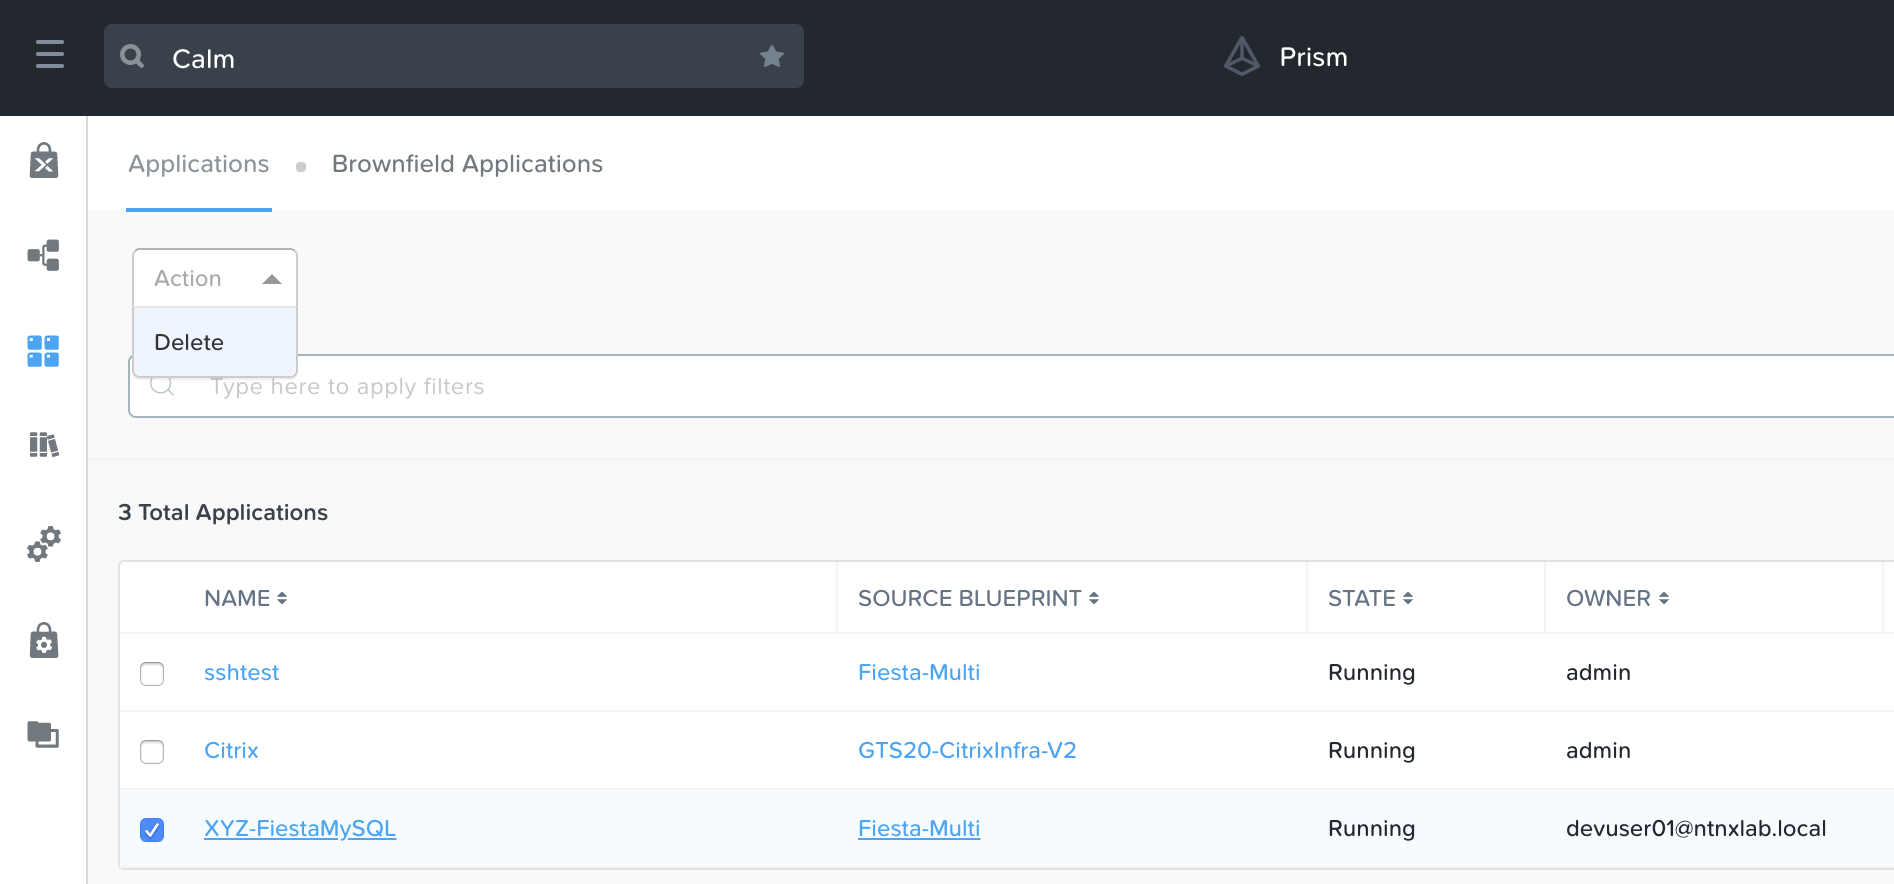 Calm
Prism
Applications
Brownfield Applications
Action
Delete
Type here to apply filters
3 Total Applications
NAME SOURCE BLUEPRINT STATE OWNER
sshtest Fiesta-Multi Running admin
Citrix GTS20-CitrixInfra-V2 Running admin
XYZ-FiestaMySQL Fiesta-Multi Running devuser01@ntnxlab.local